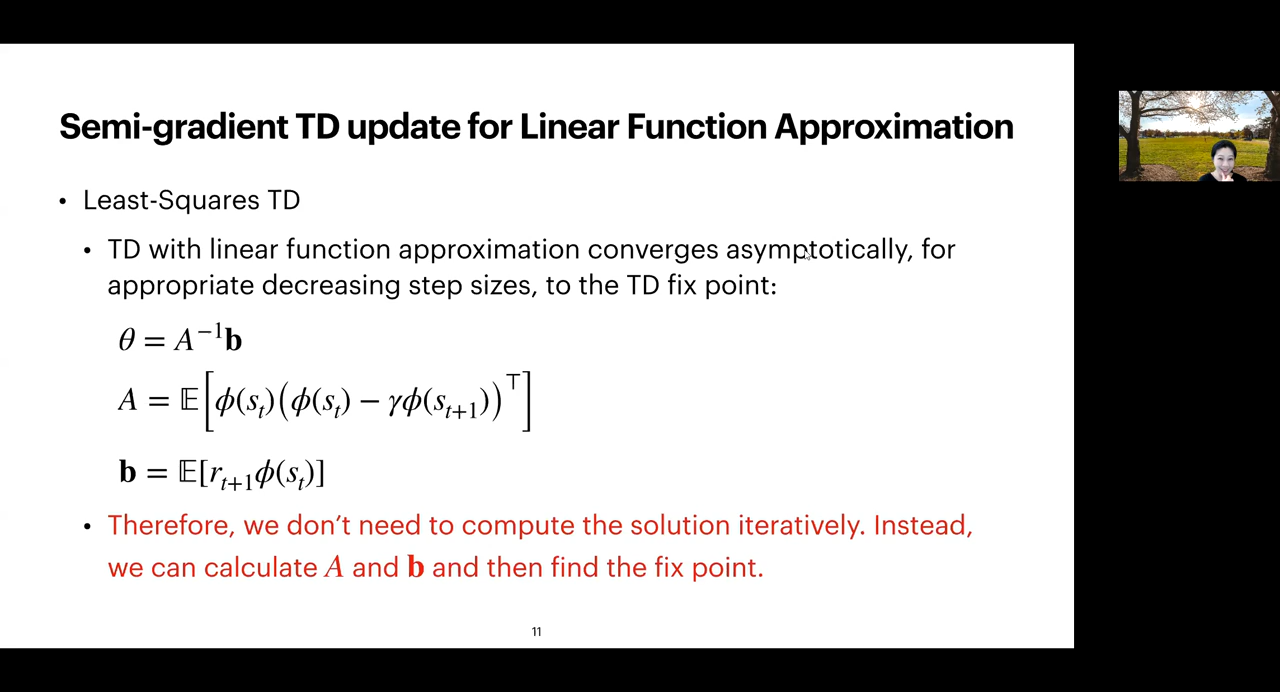 Semi-gradient TD update for Linear Function Approximation
• Least-Squares TD
• TD with linear function approximation converges asymptotically, for
appropriate decreasing step sizes, to the TD fix point:
θ = A⁻¹b
A = 𝔼[ϕ(sₜ)(ϕ(sₜ) − γϕ(sₜ₊₁))⊤]
b = 𝔼[rₜ₊₁ϕ(sₜ)]
• Therefore, we don’t need to compute the solution iteratively. Instead,
we can calculate A and b and then find the fix point.
11